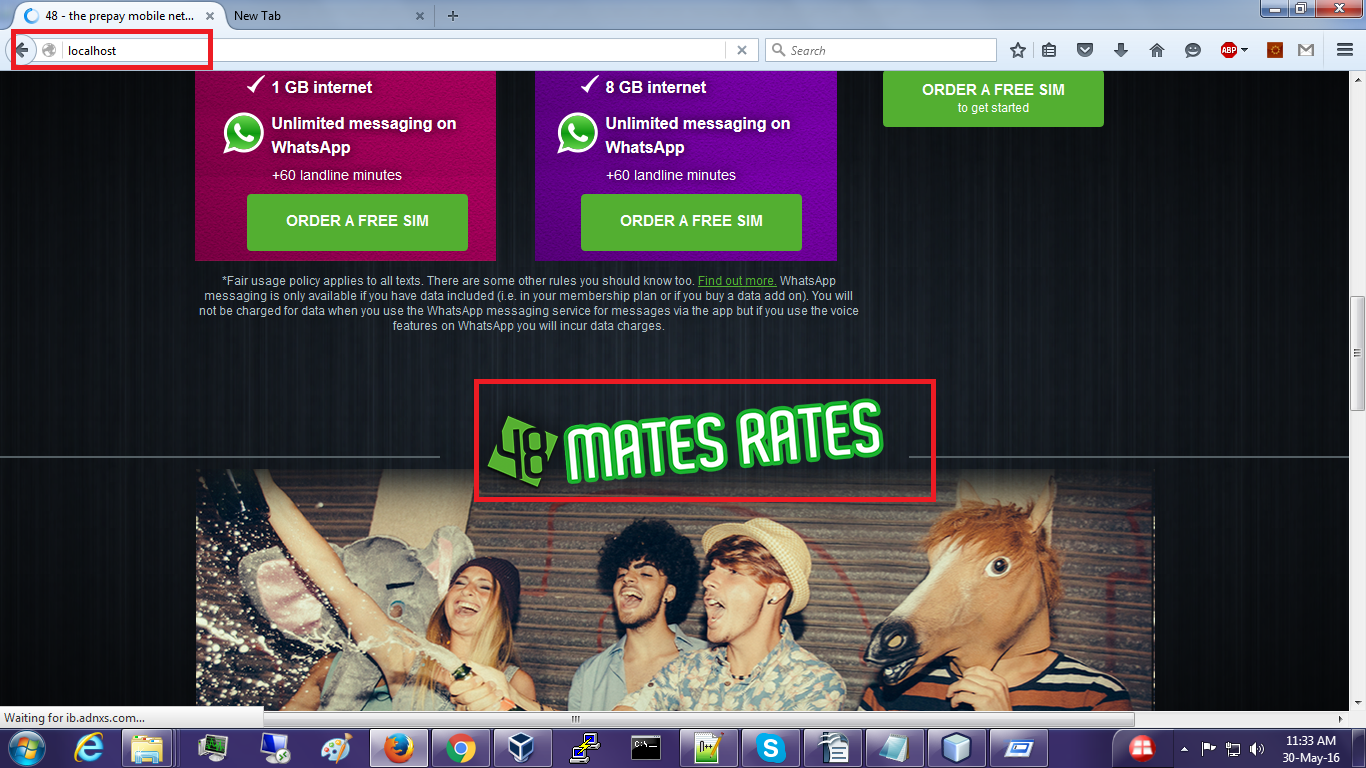 48 - the prepay mobile net...
New Tab
localhost
Search
ABP
1 GB internet
Unlimited messaging on
WhatsApp
+60 landline minutes
ORDER A FREE SIM
8 GB internet
Unlimited messaging on
WhatsApp
+60 landline minutes
ORDER A FREE SIM
ORDER A FREE SIM
to get started
*Fair usage policy applies to all texts. There are some other rules you should know too. Find out more. WhatsApp
messaging is only available if you have data included (i.e. in your membership plan or if you buy a data add on). You will
not be charged for data when you use the WhatsApp messaging service for messages via the app but if you use the voice
features on WhatsApp you will incur data charges.
48 MATES RATES
Waiting for ib.adnxs.com...
C:\_
11:33 AM
30-May-16